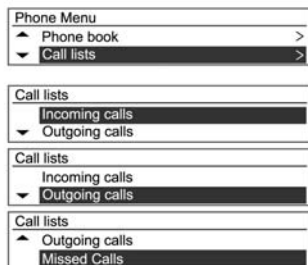 Phone Menu
Phone book >
Call lists >
Call lists
Incoming calls
Outgoing calls
Call lists
Incoming calls
Outgoing calls
Call lists
Outgoing calls
Missed Calls